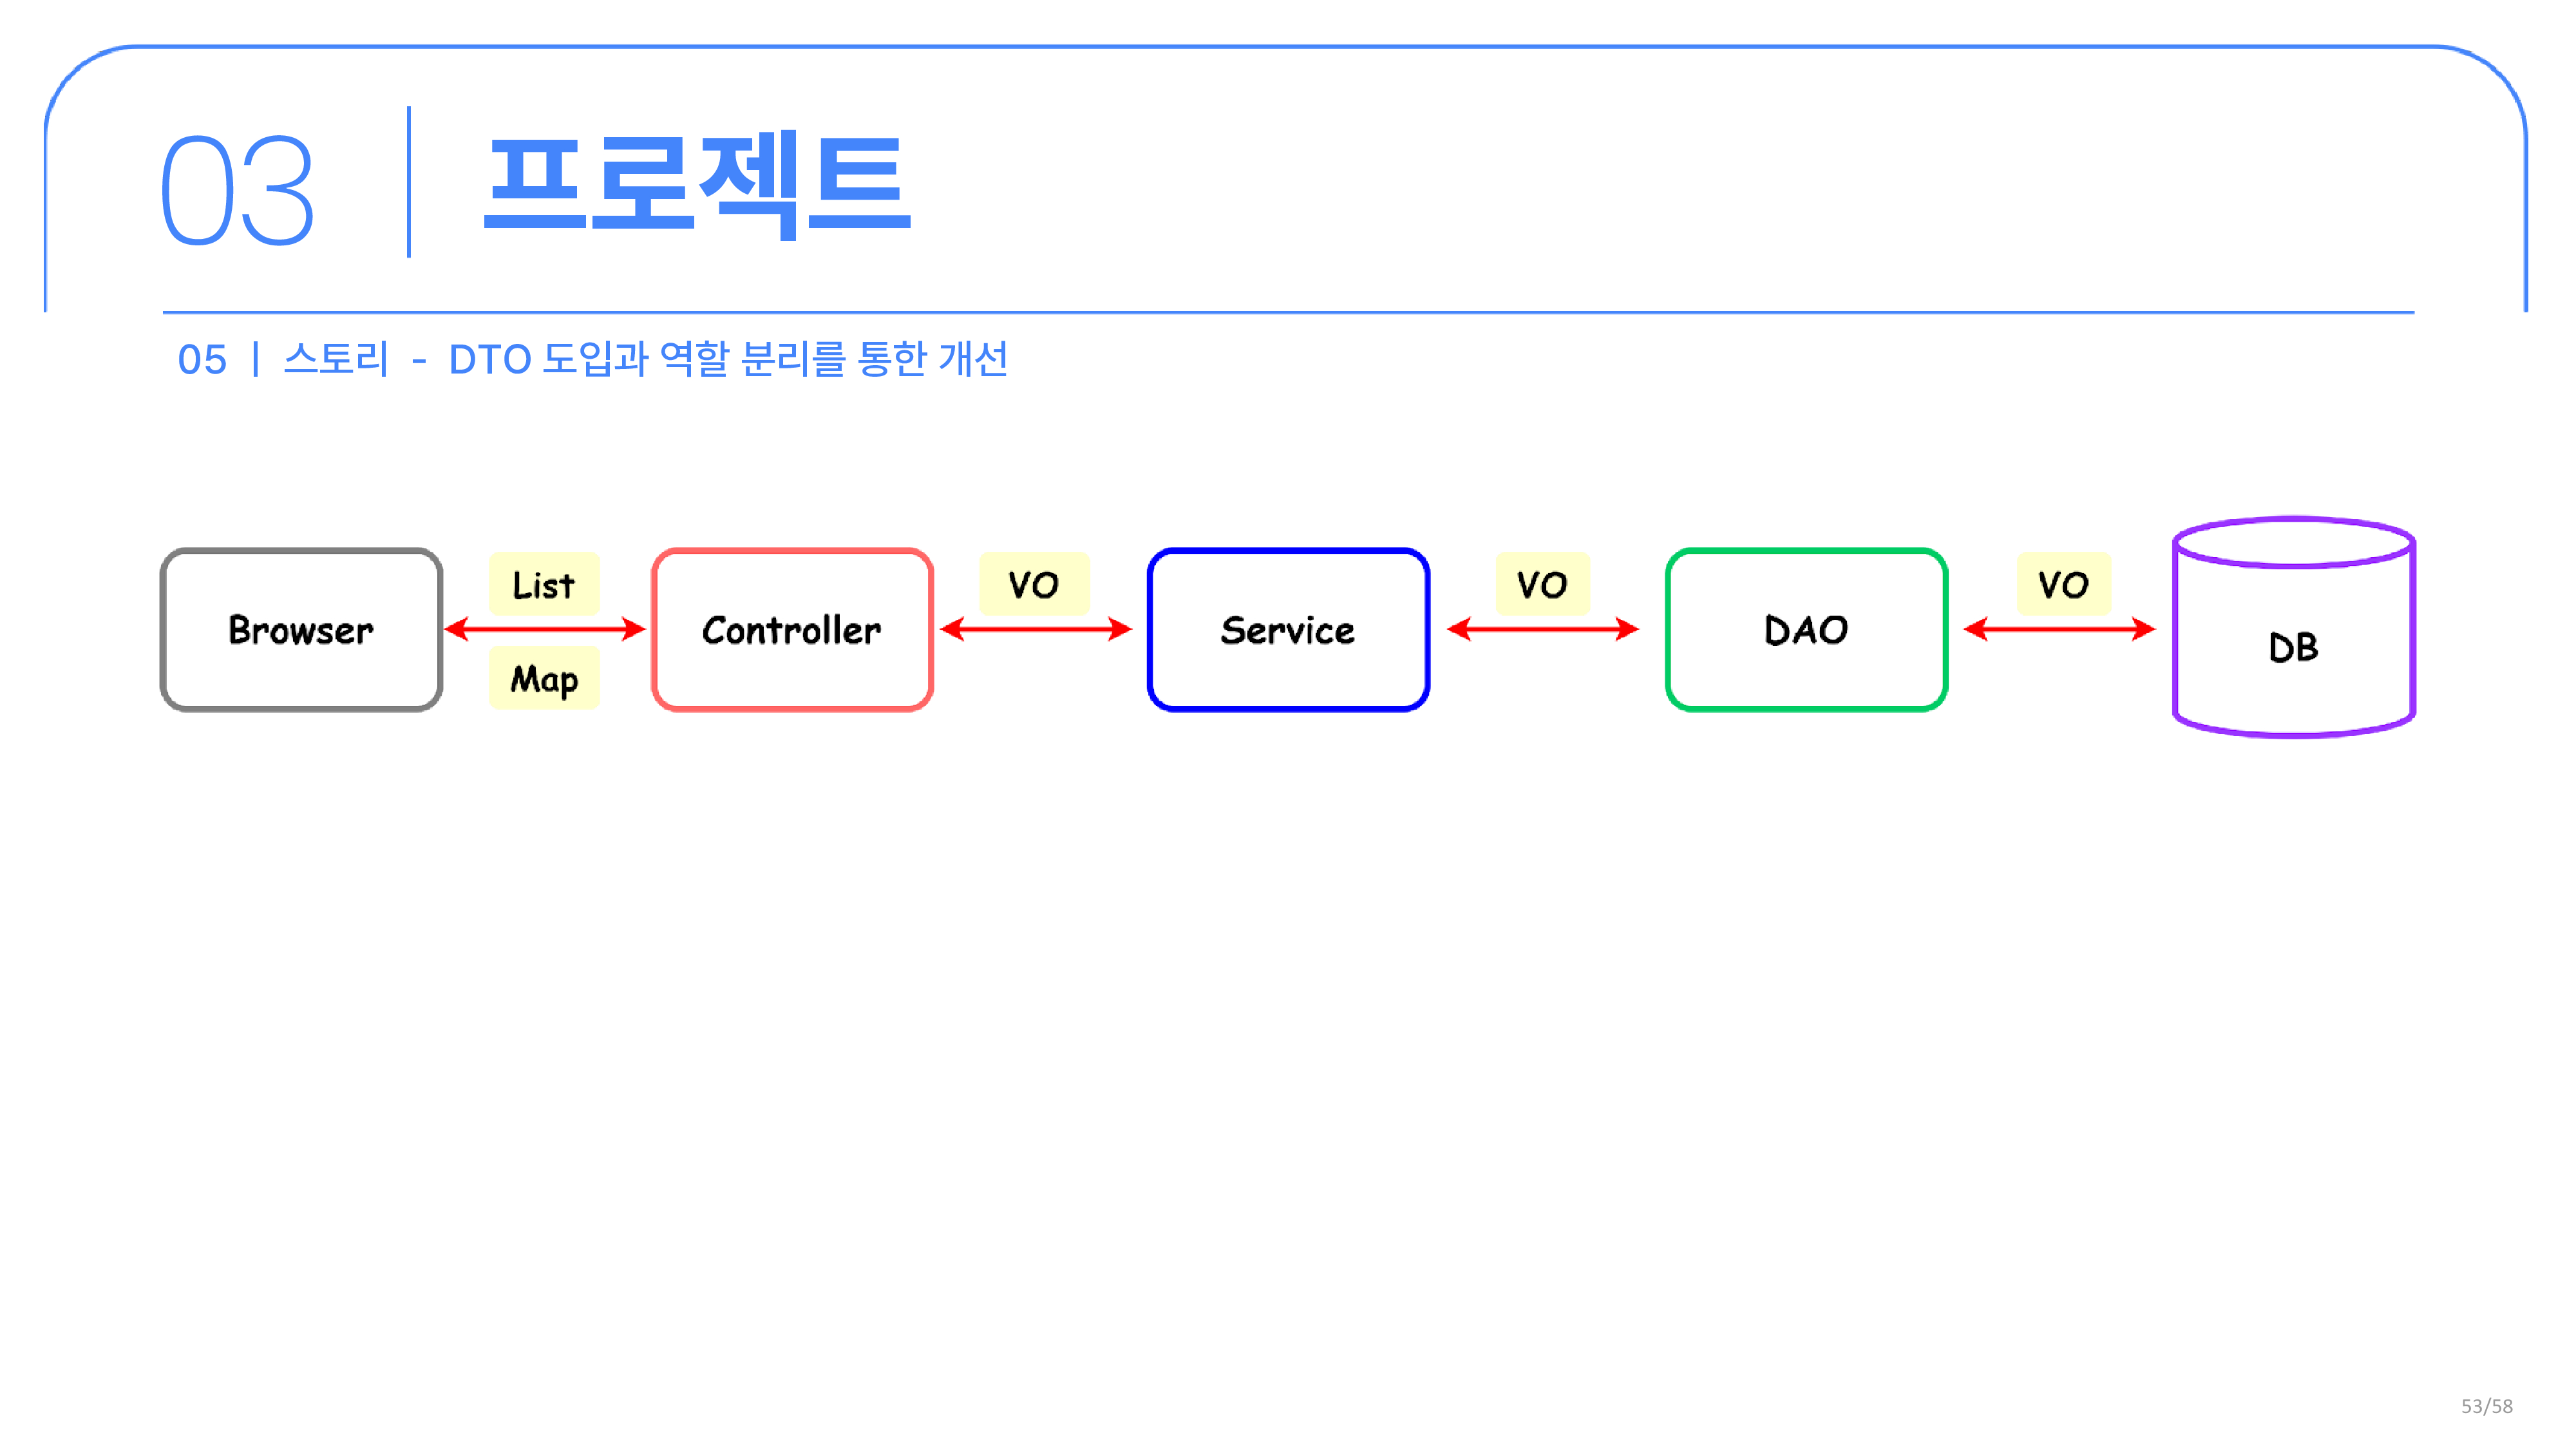 03 | 프로젝트
05 | 스토리 - DTO 도입과 역할 분리를 통한 개선
Browser
List
Map
Controller
VO
Service
VO
DAO
VO
DB
53/58